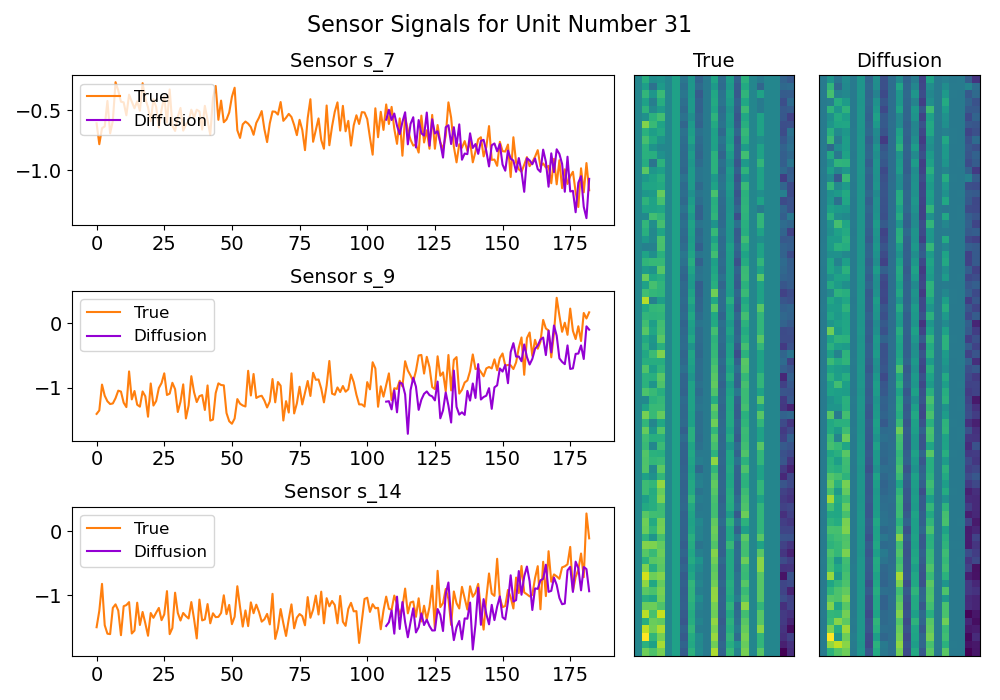 Sensor Signals for Unit Number 31
Sensor s_7
True
Diffusion
−0.5
−1.0
0 25 50 75 100 125 150 175
Sensor s_9
True
Diffusion
0
−1
0 25 50 75 100 125 150 175
Sensor s_14
True
Diffusion
0
−1
0 25 50 75 100 125 150 175
True
Diffusion